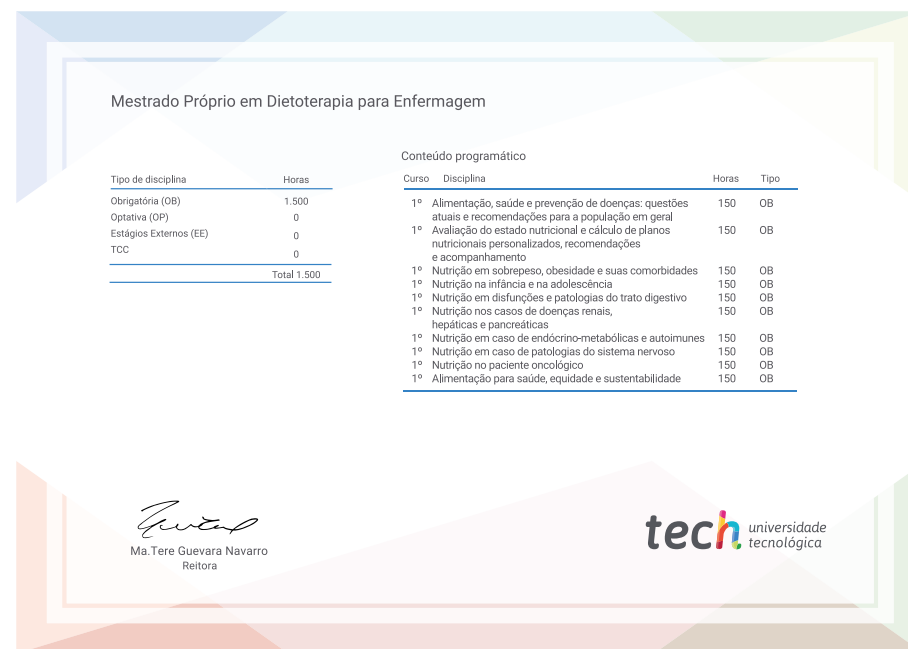 Mestrado Próprio em Dietoterapia para Enfermagem
Tipo de disciplina Horas
Obrigatória (OB) 1.500
Optativa (OP) 0
Estágios Externos (EE) 0
TCC 0
Total 1.500
Conteúdo programático
Curso Disciplina Horas Tipo
1º Alimentação, saúde e prevenção de doenças: questões 150 OB
atuais e recomendações para a população em geral
1º Avaliação do estado nutricional e cálculo de planos 150 OB
nutricionais personalizados, recomendações
e acompanhamento
1º Nutrição em sobrepeso, obesidade e suas comorbidades 150 OB
1º Nutrição na infância e na adolescência 150 OB
1º Nutrição em disfunções e patologias do trato digestivo 150 OB
1º Nutrição nos casos de doenças renais, 150 OB
hepáticas e pancreáticas
1º Nutrição em caso de endócrino-metabólicas e autoimunes 150 OB
1º Nutrição em caso de patologias do sistema nervoso 150 OB
1º Nutrição no paciente oncológico 150 OB
1º Alimentação para saúde, equidade e sustentabilidade 150 OB
Ma.Tere Guevara Navarro
Reitora
tech universidade
tecnológica